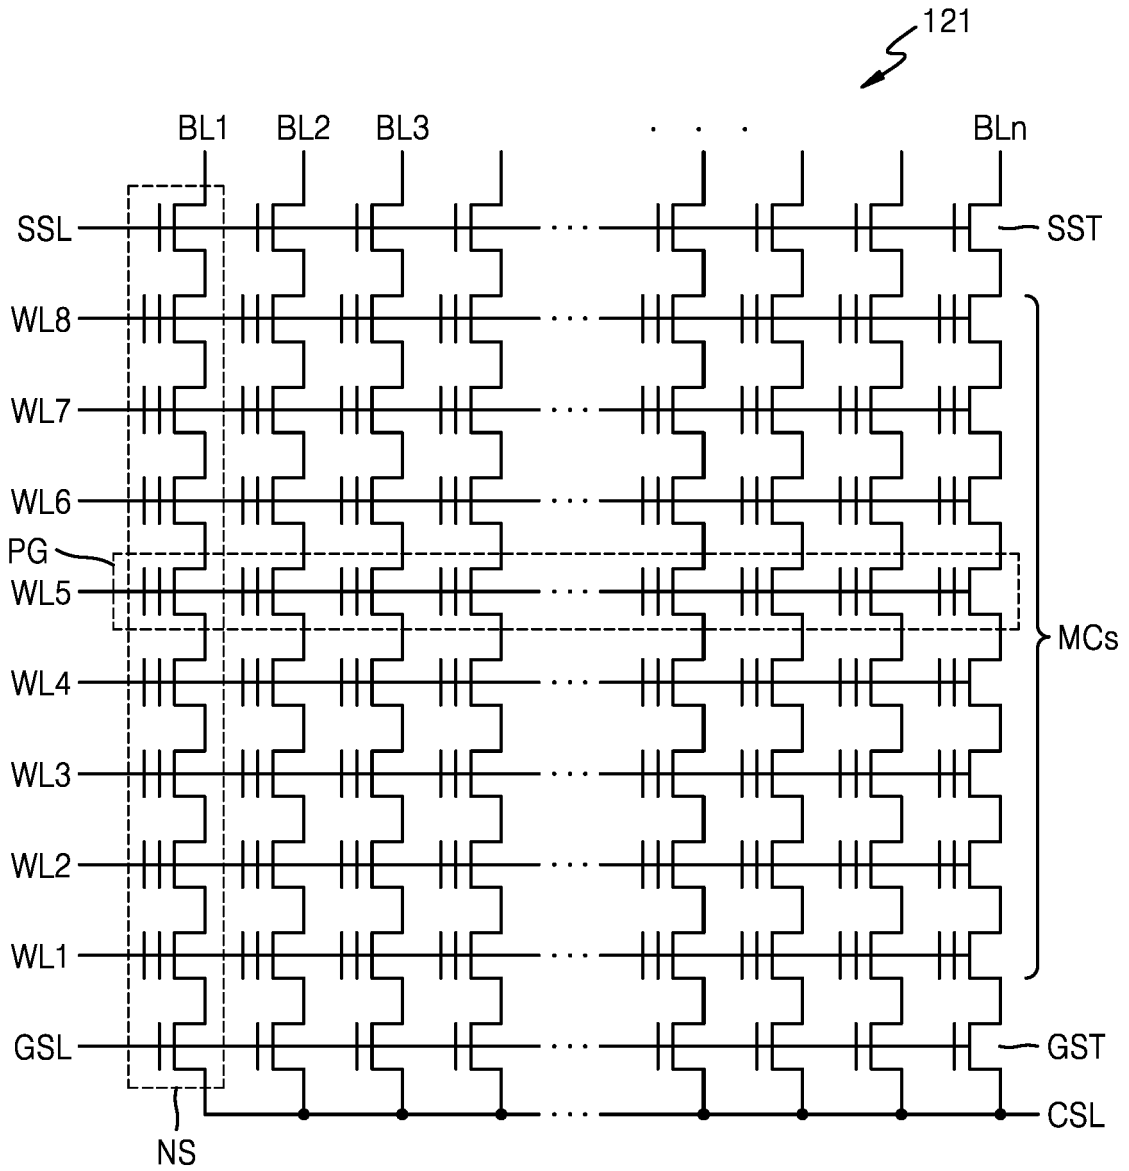 121
BL1 BL2 BL3 . . . BLn
SSL ... SST
WL8 ...
WL7 ...
WL6 ...
PG
WL5 ...
MCs
WL4 ...
WL3 ...
WL2 ...
WL1 ...
GSL ... GST
... CSL
NS